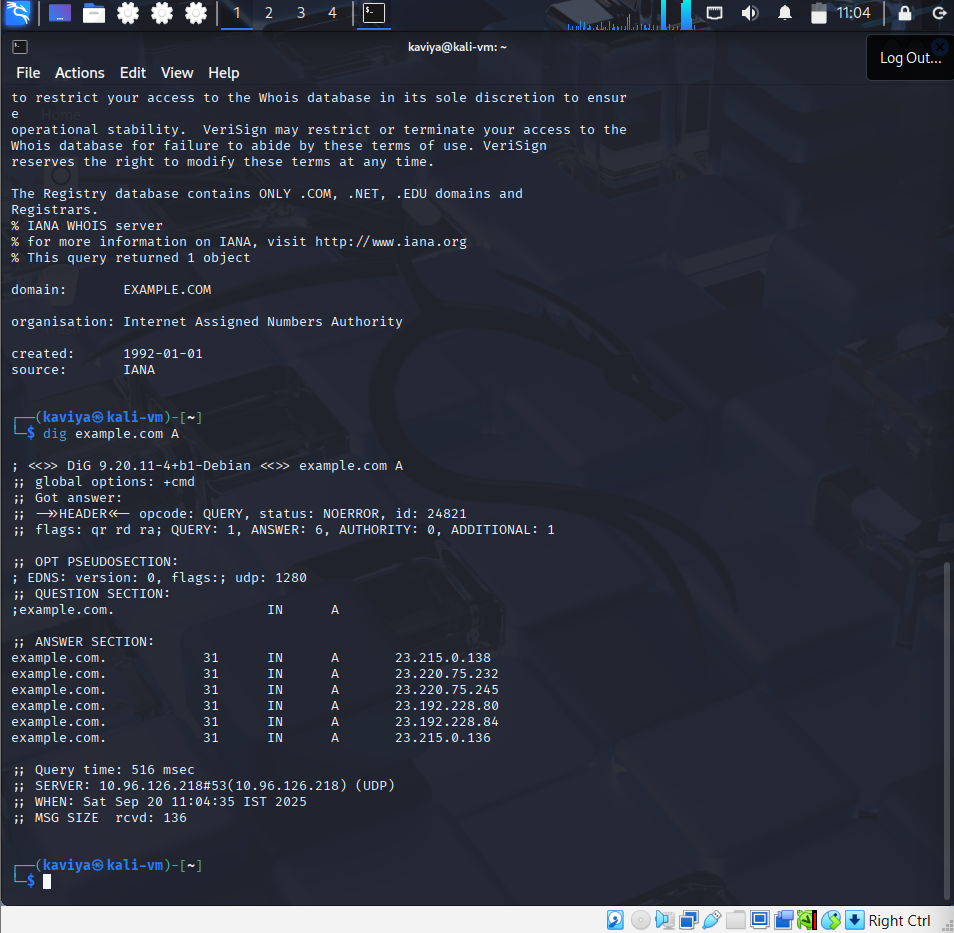 1 2 3 4 11:04
kaviya@kali-vm: ~
Log Out...
File Actions Edit View Help
to restrict your access to the Whois database in its sole discretion to ensur
e
operational stability. VeriSign may restrict or terminate your access to the
Whois database for failure to abide by these terms of use. VeriSign
reserves the right to modify these terms at any time.
The Registry database contains ONLY .COM, .NET, .EDU domains and
Registrars.
% IANA WHOIS server
% for more information on IANA, visit http://www.iana.org
% This query returned 1 object
domain: EXAMPLE.COM
organisation: Internet Assigned Numbers Authority
created: 1992-01-01
source: IANA
┌──(kaviya㉿kali-vm)-[~]
└─$ dig example.com A
; <<>> DiG 9.20.11-4+b1-Debian <<>> example.com A
;; global options: +cmd
;; Got answer:
;; ->>HEADER<<- opcode: QUERY, status: NOERROR, id: 24821
;; flags: qr rd ra; QUERY: 1, ANSWER: 6, AUTHORITY: 0, ADDITIONAL: 1
;; OPT PSEUDOSECTION:
; EDNS: version: 0, flags:; udp: 1280
;; QUESTION SECTION:
;example.com. IN A
;; ANSWER SECTION:
example.com. 31 IN A 23.215.0.138
example.com. 31 IN A 23.220.75.232
example.com. 31 IN A 23.220.75.245
example.com. 31 IN A 23.192.228.80
example.com. 31 IN A 23.192.228.84
example.com. 31 IN A 23.215.0.136
;; Query time: 516 msec
;; SERVER: 10.96.126.218#53(10.96.126.218) (UDP)
;; WHEN: Sat Sep 20 11:04:35 IST 2025
;; MSG SIZE rcvd: 136
┌──(kaviya㉿kali-vm)-[~]
└─$
Right Ctrl